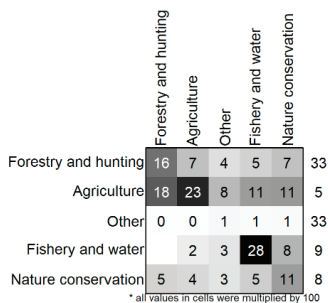 Forestry and hunting
Agriculture
Other
Fishery and water
Nature conservation
Forestry and hunting 16 7 4 5 7 33
Agriculture 18 23 8 11 11 5
Other 0 0 1 1 1 33
Fishery and water 2 3 28 8 9
Nature conservation 5 4 3 5 11 8
* all values in cells were multiplied by 100